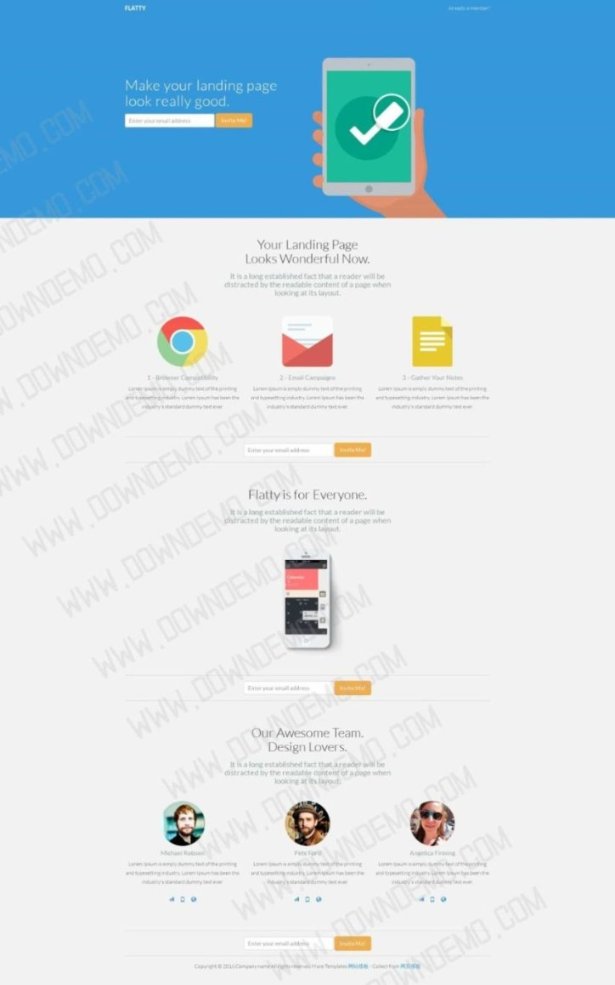 FLATTY
Already a member?
Make your landing page
look really good.
Enter your email address
Invite Me!
Your Landing Page
Looks Wonderful Now.
It is a long established fact that a reader will be
distracted by the readable content of a page when
looking at its layout.
1 - Browser Compatibility
Lorem Ipsum is simply dummy text of the printing
and typesetting industry. Lorem Ipsum has been the
industry's standard dummy text ever
2 - Email Campaigns
Lorem Ipsum is simply dummy text of the printing
and typesetting industry. Lorem Ipsum has been the
industry's standard dummy text ever
3 - Gather Your Notes
Lorem Ipsum is simply dummy text of the printing
and typesetting industry. Lorem Ipsum has been the
industry's standard dummy text ever
Enter your email address
Invite Me!
Flatty is for Everyone.
It is a long established fact that a reader will be
distracted by the readable content of a page when
looking at its layout.
Enter your email address
Invite Me!
Our Awesome Team.
Design Lovers.
It is a long established fact that a reader will be
distracted by the readable content of a page when
looking at its layout.
Michael Robson
Lorem Ipsum is simply dummy text of the printing
and typesetting industry. Lorem Ipsum has been the
industry's standard dummy text ever
Pete Ford
Lorem Ipsum is simply dummy text of the printing
and typesetting industry. Lorem Ipsum has been the
industry's standard dummy text ever
Angelica Finning
Lorem Ipsum is simply dummy text of the printing
and typesetting industry. Lorem Ipsum has been the
industry's standard dummy text ever
Enter your email address
Invite Me!
Copyright © 2016.Company name All rights reserved.More Templates 网站模板 - Collect from 网页模板
WWW.DOWNDEMO.COM